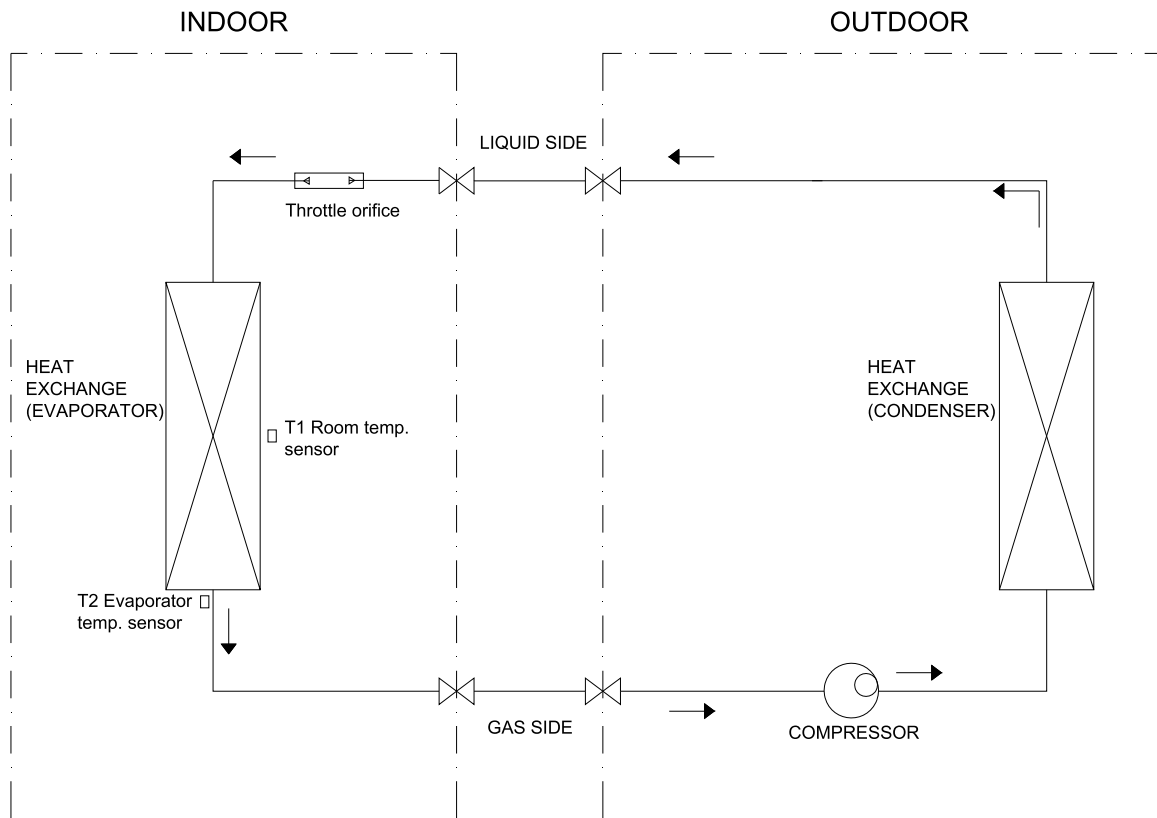 INDOOR
OUTDOOR
LIQUID SIDE
Throttle orifice
HEAT
EXCHANGE
(EVAPORATOR)
HEAT
EXCHANGE
(CONDENSER)
T1 Room temp.
sensor
T2 Evaporator
temp. sensor
GAS SIDE
COMPRESSOR